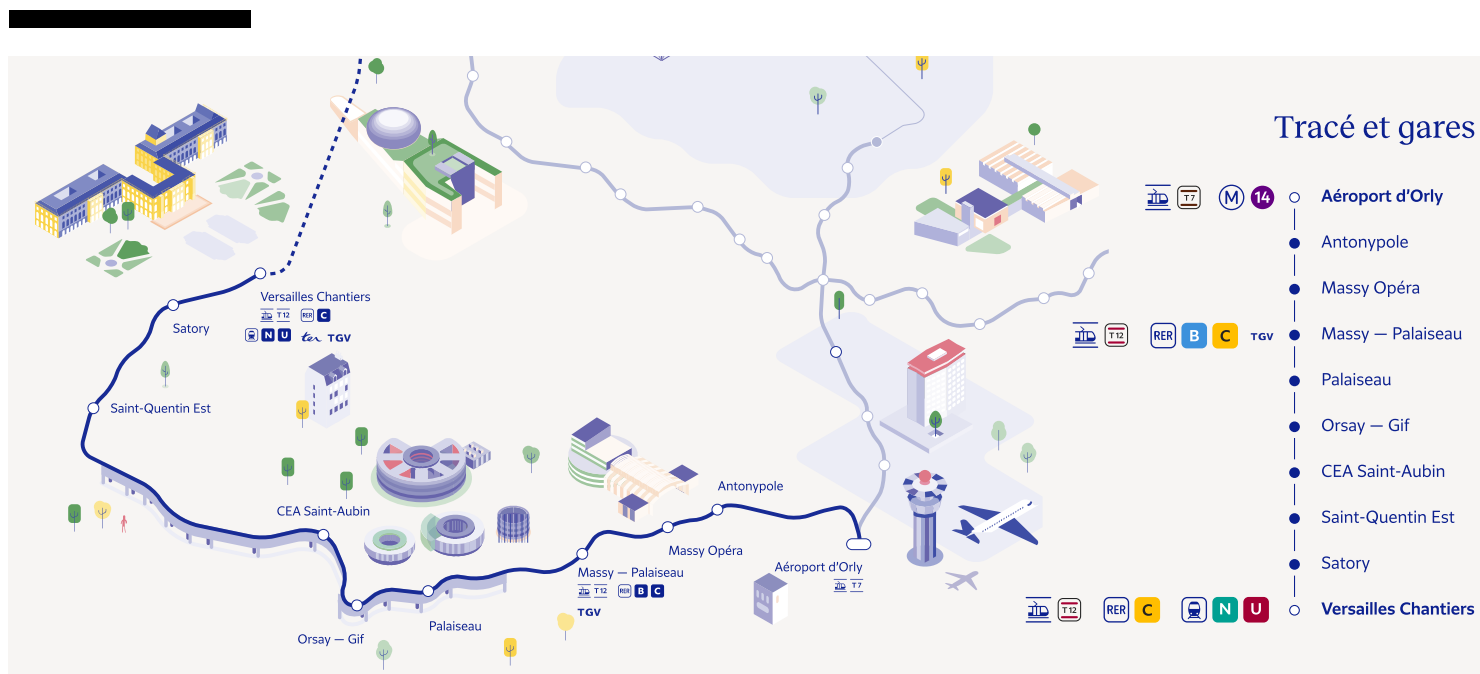 Tracé et gares
T7 M 14 Aéroport d'Orly
Antonypole
Massy Opéra
T12 RER B C TGV Massy — Palaiseau
Palaiseau
Orsay — Gif
CEA Saint-Aubin
Saint-Quentin Est
Satory
T12 RER C N U Versailles Chantiers
Versailles Chantiers
T12 RER C
N U ter TGV
Satory
Saint-Quentin Est
CEA Saint-Aubin
Orsay — Gif
Palaiseau
Massy — Palaiseau
T12 RER B C
TGV
Massy Opéra
Antonypole
Aéroport d'Orly
T7